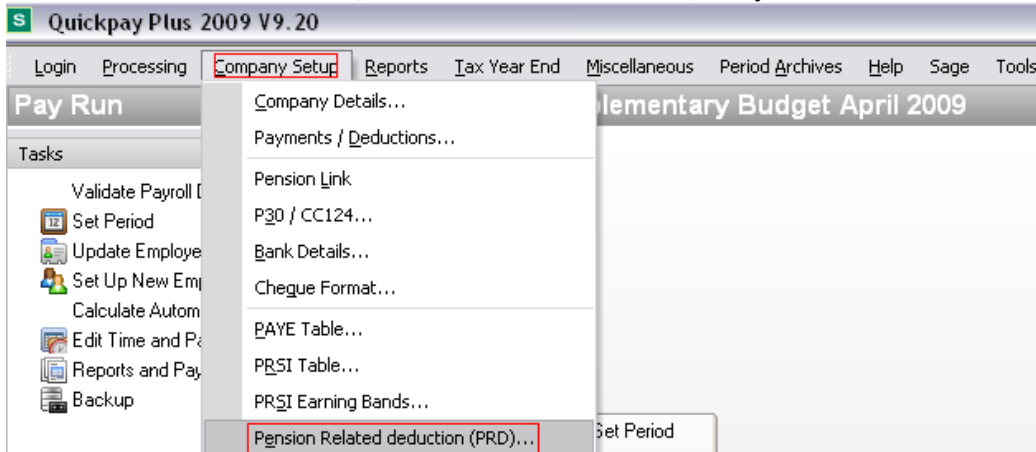 S Quickpay Plus 2009 V9.20
Login Processing Company Setup Reports Tax Year End Miscellaneous Period Archives Help Sage Tools
Pay Run plementary Budget April 2009
Company Details...
Payments / Deductions...
Tasks
Pension Link
Validate Payroll D
P30 / CC124...
12 Set Period
Bank Details...
Update Employe
Cheque Format...
Set Up New Emp
Calculate Autom
PAYE Table...
Edit Time and Pa
PRSI Table...
Reports and Pay
PRSI Earning Bands...
Backup
Pension Related deduction (PRD)...
Set Period